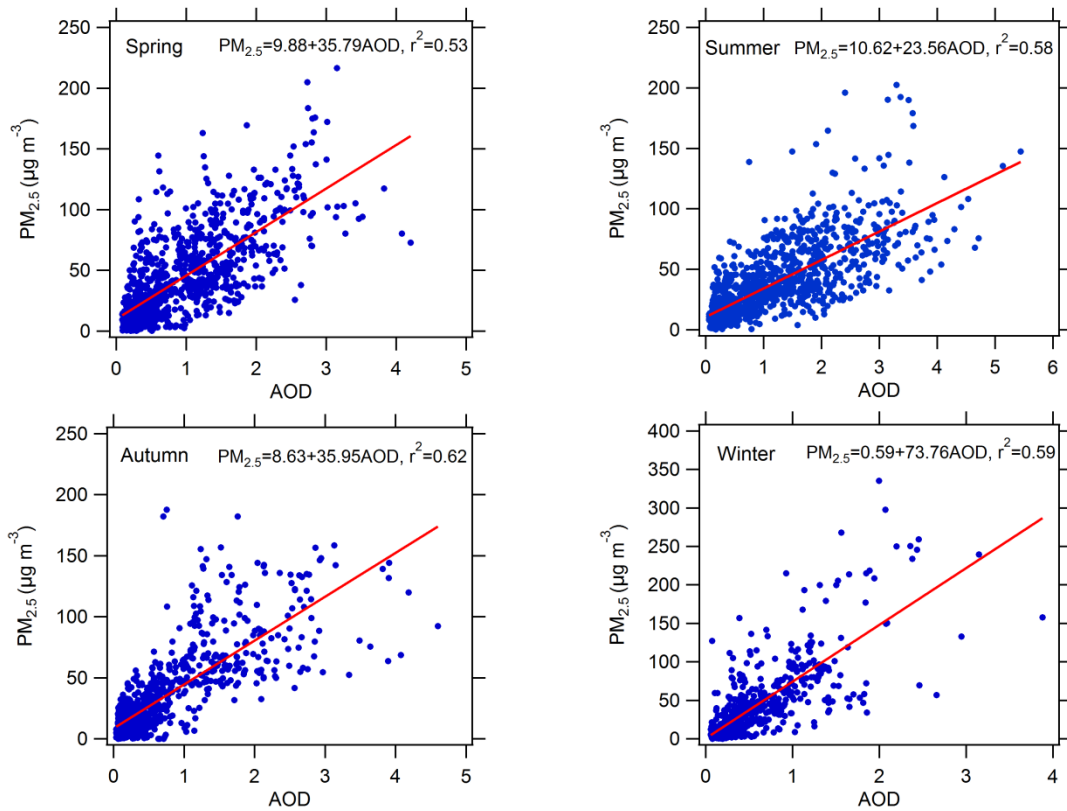 250
200
150
100
50
0
PM2.5 (µg m-3)
Spring
PM2.5=9.88+35.79AOD, r2=0.53
0 1 2 3 4 5
AOD
250
200
150
100
50
0
PM2.5 (µg m-3)
Summer
PM2.5=10.62+23.56AOD, r2=0.58
0 1 2 3 4 5 6
AOD
250
200
150
100
50
0
PM2.5 (µg m-3)
Autumn
PM2.5=8.63+35.95AOD, r2=0.62
0 1 2 3 4 5
AOD
400
350
300
250
200
150
100
50
0
PM2.5 (µg m-3)
Winter
PM2.5=0.59+73.76AOD, r2=0.59
0 1 2 3 4
AOD